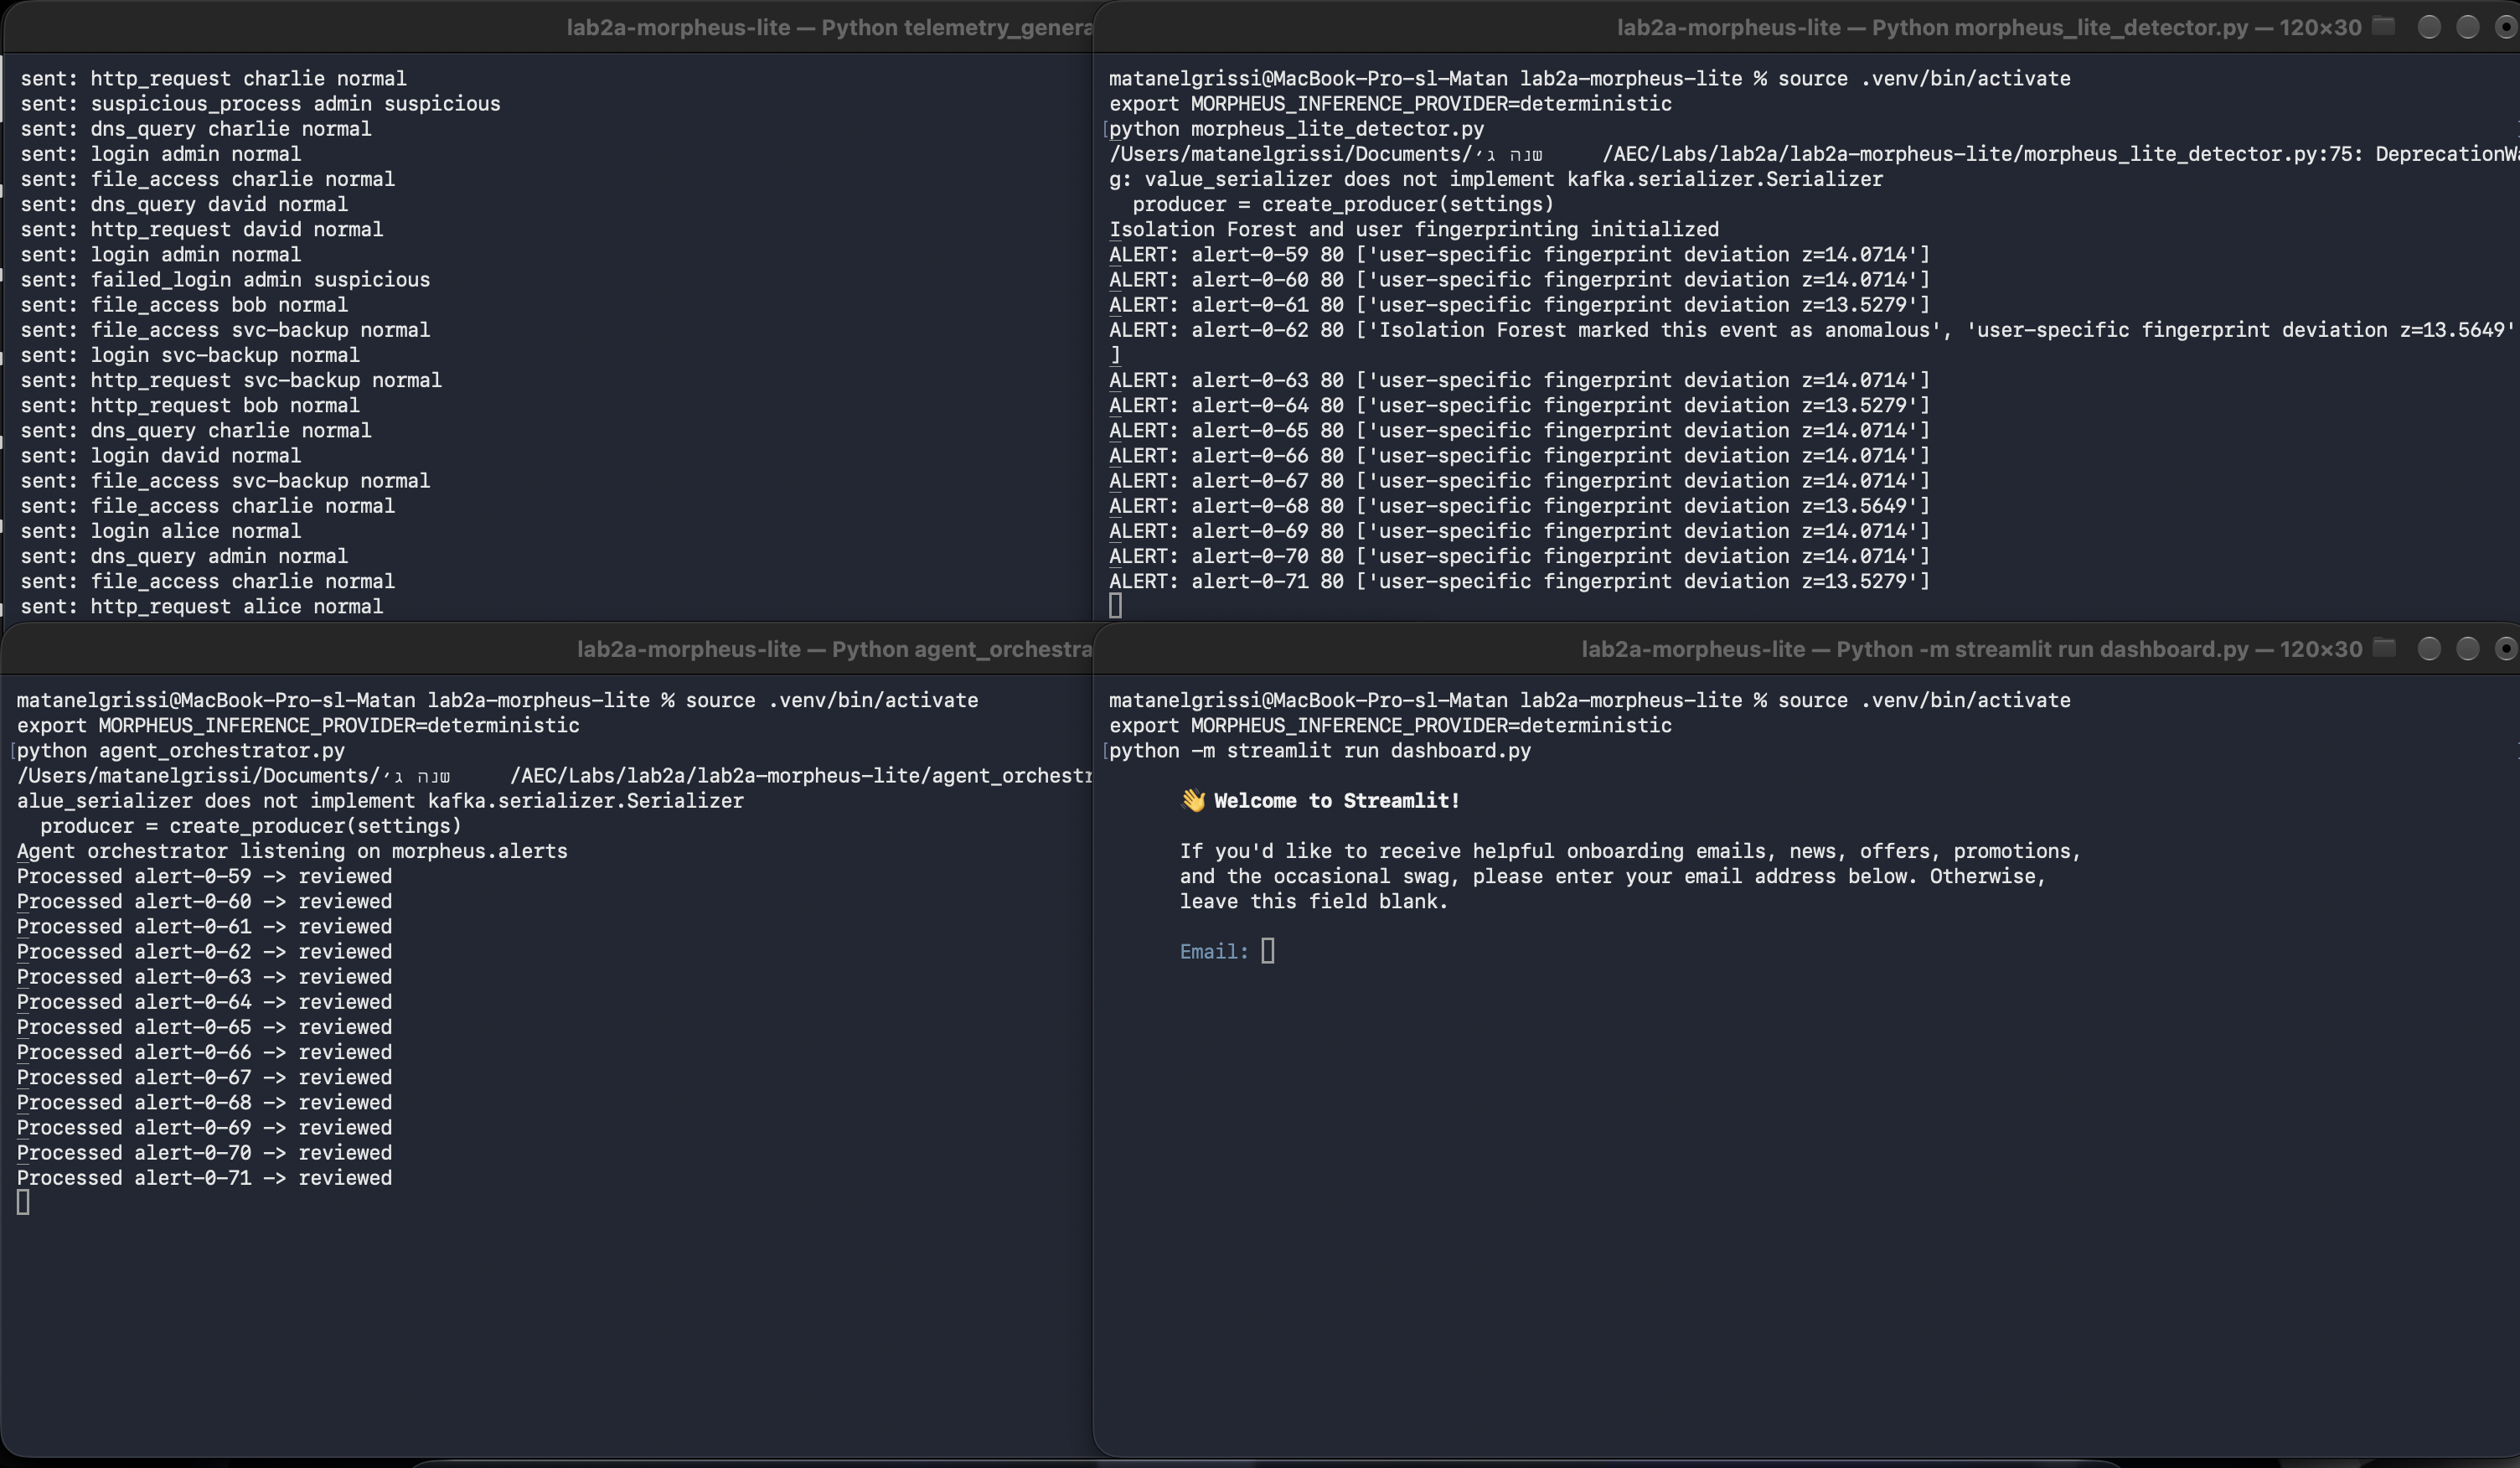 lab2a-morpheus-lite — Python telemetry_genera
sent: http_request charlie normal
sent: suspicious_process admin suspicious
sent: dns_query charlie normal
sent: login admin normal
sent: file_access charlie normal
sent: dns_query david normal
sent: http_request david normal
sent: login admin normal
sent: failed_login admin suspicious
sent: file_access bob normal
sent: file_access svc-backup normal
sent: login svc-backup normal
sent: http_request svc-backup normal
sent: http_request bob normal
sent: dns_query charlie normal
sent: login david normal
sent: file_access svc-backup normal
sent: file_access charlie normal
sent: login alice normal
sent: dns_query admin normal
sent: file_access charlie normal
sent: http_request alice normal
lab2a-morpheus-lite — Python morpheus_lite_detector.py — 120×30
matanelgrissi@MacBook-Pro-sl-Matan lab2a-morpheus-lite % source .venv/bin/activate
export MORPHEUS_INFERENCE_PROVIDER=deterministic
[python morpheus_lite_detector.py
/Users/matanelgrissi/Documents/שנה ג׳/AEC/Labs/lab2a/lab2a-morpheus-lite/morpheus_lite_detector.py:75: DeprecationWa
g: value_serializer does not implement kafka.serializer.Serializer
producer = create_producer(settings)
Isolation Forest and user fingerprinting initialized
ALERT: alert-0-59 80 ['user-specific fingerprint deviation z=14.0714']
ALERT: alert-0-60 80 ['user-specific fingerprint deviation z=14.0714']
ALERT: alert-0-61 80 ['user-specific fingerprint deviation z=13.5279']
ALERT: alert-0-62 80 ['Isolation Forest marked this event as anomalous', 'user-specific fingerprint deviation z=13.5649'
]
ALERT: alert-0-63 80 ['user-specific fingerprint deviation z=14.0714']
ALERT: alert-0-64 80 ['user-specific fingerprint deviation z=13.5279']
ALERT: alert-0-65 80 ['user-specific fingerprint deviation z=14.0714']
ALERT: alert-0-66 80 ['user-specific fingerprint deviation z=14.0714']
ALERT: alert-0-67 80 ['user-specific fingerprint deviation z=14.0714']
ALERT: alert-0-68 80 ['user-specific fingerprint deviation z=13.5649']
ALERT: alert-0-69 80 ['user-specific fingerprint deviation z=14.0714']
ALERT: alert-0-70 80 ['user-specific fingerprint deviation z=14.0714']
ALERT: alert-0-71 80 ['user-specific fingerprint deviation z=13.5279']
lab2a-morpheus-lite — Python agent_orchestra
matanelgrissi@MacBook-Pro-sl-Matan lab2a-morpheus-lite % source .venv/bin/activate
export MORPHEUS_INFERENCE_PROVIDER=deterministic
[python agent_orchestrator.py
/Users/matanelgrissi/Documents/שנה ג׳/AEC/Labs/lab2a/lab2a-morpheus-lite/agent_orchestr
alue_serializer does not implement kafka.serializer.Serializer
producer = create_producer(settings)
Agent orchestrator listening on morpheus.alerts
Processed alert-0-59 -> reviewed
Processed alert-0-60 -> reviewed
Processed alert-0-61 -> reviewed
Processed alert-0-62 -> reviewed
Processed alert-0-63 -> reviewed
Processed alert-0-64 -> reviewed
Processed alert-0-65 -> reviewed
Processed alert-0-66 -> reviewed
Processed alert-0-67 -> reviewed
Processed alert-0-68 -> reviewed
Processed alert-0-69 -> reviewed
Processed alert-0-70 -> reviewed
Processed alert-0-71 -> reviewed
lab2a-morpheus-lite — Python -m streamlit run dashboard.py — 120×30
matanelgrissi@MacBook-Pro-sl-Matan lab2a-morpheus-lite % source .venv/bin/activate
export MORPHEUS_INFERENCE_PROVIDER=deterministic
[python -m streamlit run dashboard.py
👋 Welcome to Streamlit!
If you'd like to receive helpful onboarding emails, news, offers, promotions,
and the occasional swag, please enter your email address below. Otherwise,
leave this field blank.
Email: